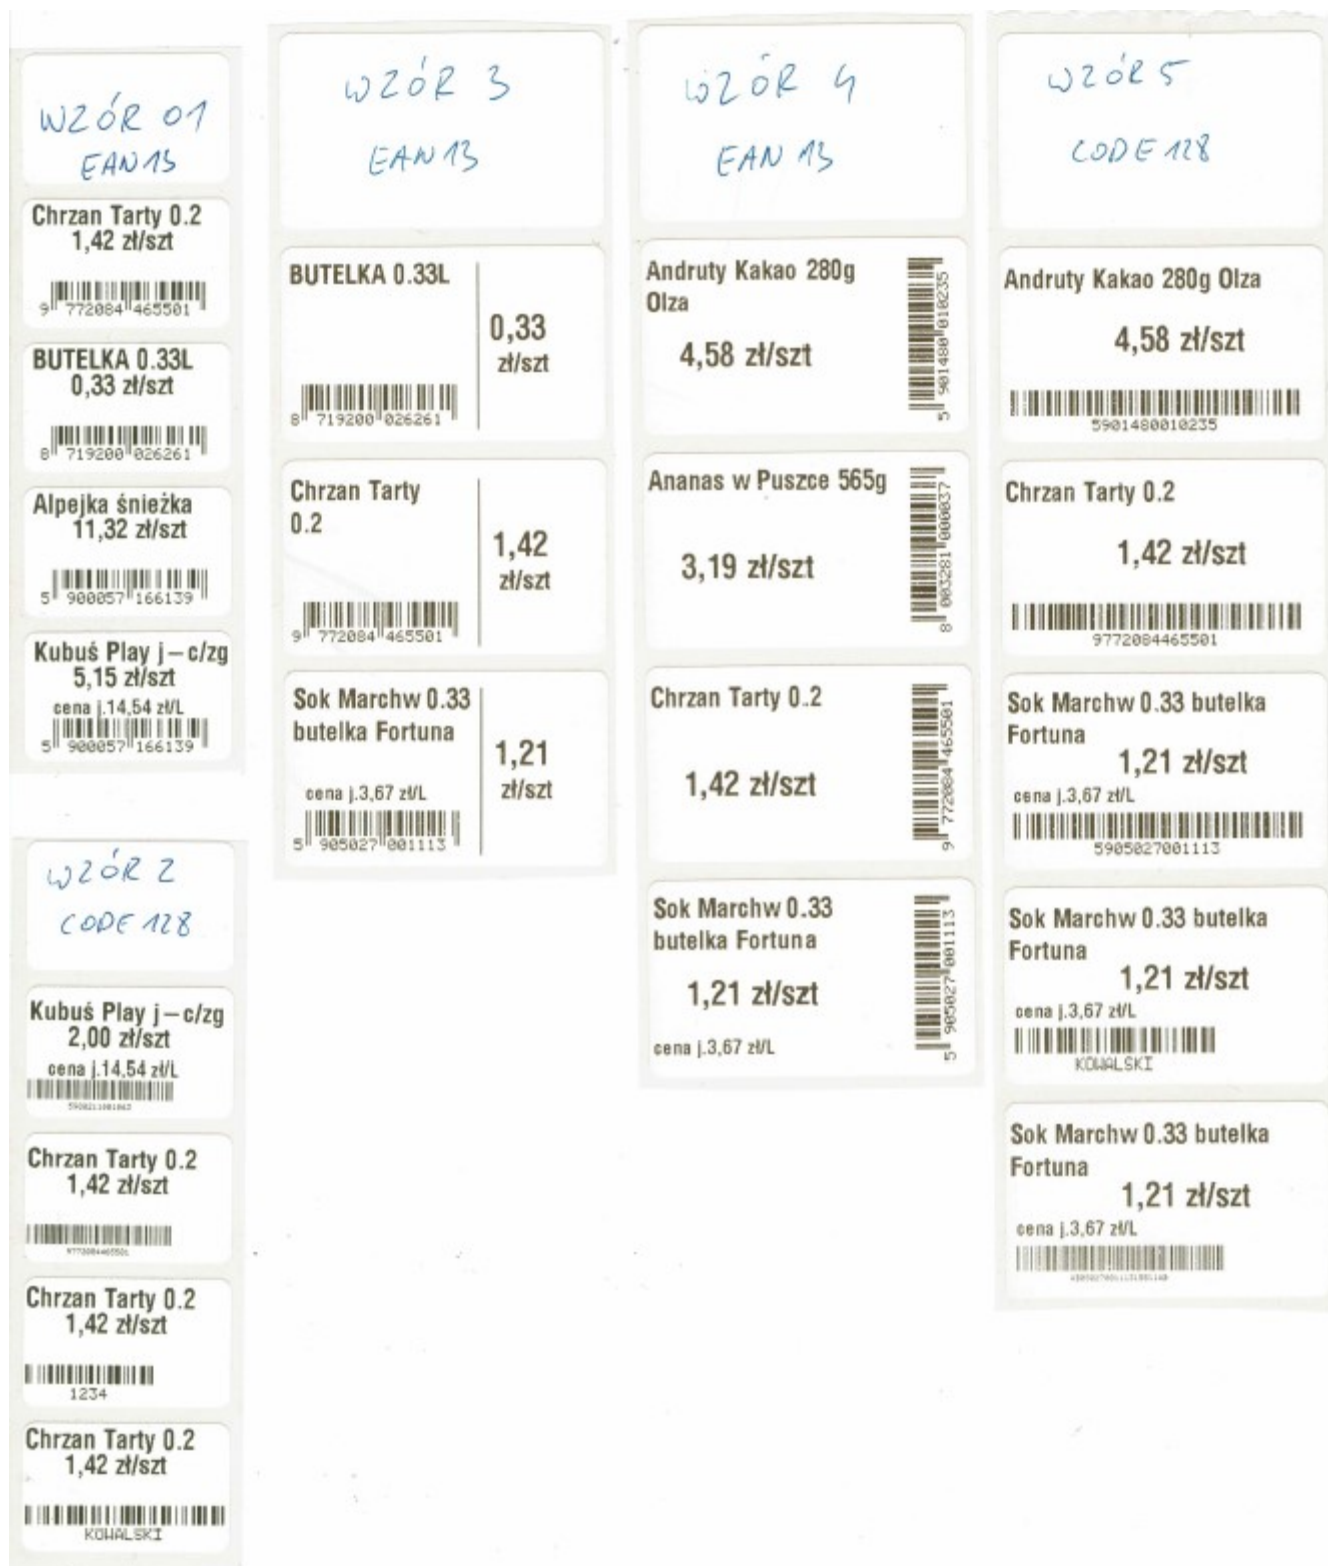 WZÓR 01
EAN13
Chrzan Tarty 0.2
1,42 zł/szt
9 772084 465501
BUTELKA 0.33L
0,33 zł/szt
8 719200 026261
Alpejka śnieżka
11,32 zł/szt
5 900057 166139
Kubuś Play j–c/zg
5,15 zł/szt
cena j.14,54 zł/L
5 900057 166139
WZÓR 2
CODE 128
Kubuś Play j–c/zg
2,00 zł/szt
cena j.14,54 zł/L
Chrzan Tarty 0.2
1,42 zł/szt
9772084465501
Chrzan Tarty 0.2
1,42 zł/szt
1234
Chrzan Tarty 0.2
1,42 zł/szt
KOWALSKI
WZÓR 3
EAN13
BUTELKA 0.33L
0,33
zł/szt
8 719200 026261
Chrzan Tarty
0.2
1,42
zł/szt
9 772084 465501
Sok Marchw 0.33
butelka Fortuna
1,21
zł/szt
cena j.3,67 zł/L
5 905027 001113
WZÓR 4
EAN 13
Andruty Kakao 280g
Olza
4,58 zł/szt
5 901480 010235
Ananas w Puszce 565g
3,19 zł/szt
8 003281 000037
Chrzan Tarty 0.2
1,42 zł/szt
9 772084 465501
Sok Marchw 0.33
butelka Fortuna
1,21 zł/szt
cena j.3,67 zł/L
5 905027 001113
WZÓR 5
CODE 128
Andruty Kakao 280g Olza
4,58 zł/szt
5901480010235
Chrzan Tarty 0.2
1,42 zł/szt
9772084465501
Sok Marchw 0.33 butelka
Fortuna
1,21 zł/szt
cena j.3,67 zł/L
5905027001113
Sok Marchw 0.33 butelka
Fortuna
1,21 zł/szt
cena j.3,67 zł/L
KOWALSKI
Sok Marchw 0.33 butelka
Fortuna
1,21 zł/szt
cena j.3,67 zł/L